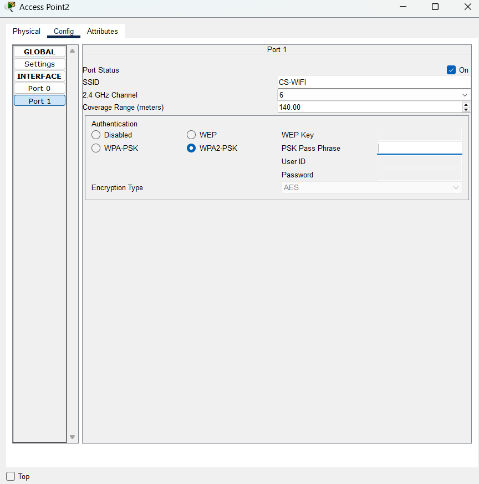 Access Point2
Physical Config Attributes
GLOBAL
Settings
INTERFACE
Port 0
Port 1
Port 1
Port Status On
SSID CS-WIFI
2.4 GHz Channel 6
Coverage Range (meters) 140.00
Authentication
Disabled WEP WEP Key
WPA-PSK WPA2-PSK PSK Pass Phrase
User ID
Password
Encryption Type AES
Top